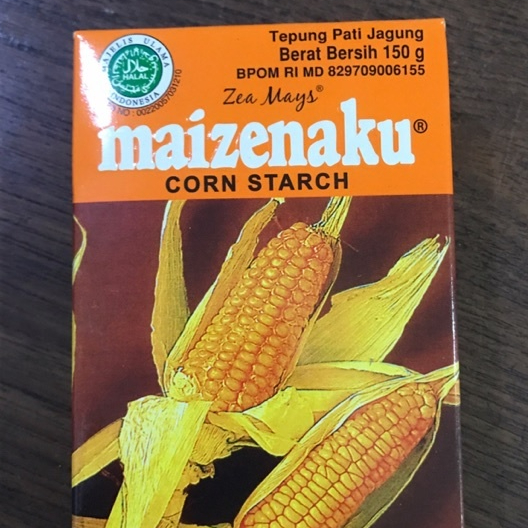 Tepung Pati Jagung
Berat Bersih 150 g
BPOM RI MD 829709006155
MAJELIS ULAMA
حلال
HALAL
INDONESIA
Zea Mays®
maizenaku®
CORN STARCH